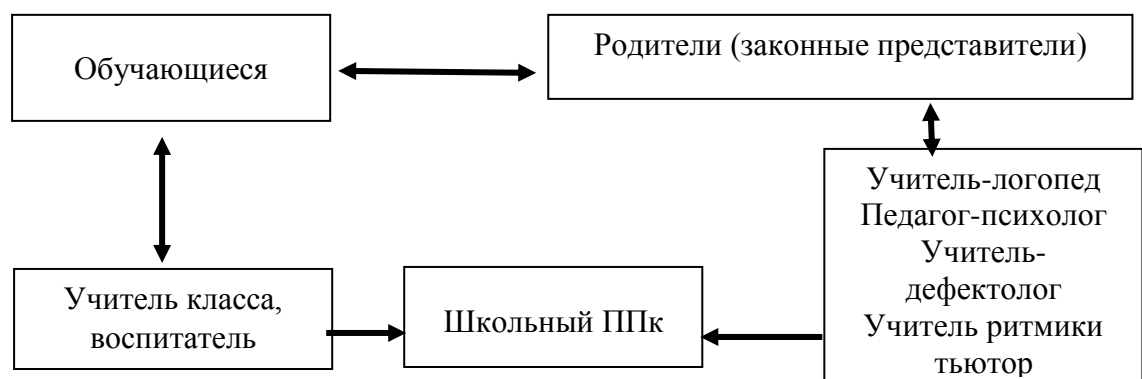 Обучающиеся
Родители (законные представители)
Учитель-логопед
Педагог-психолог
Учитель-
дефектолог
Учитель ритмики
тьютор
Учитель класса,
воспитатель
Школьный ППк